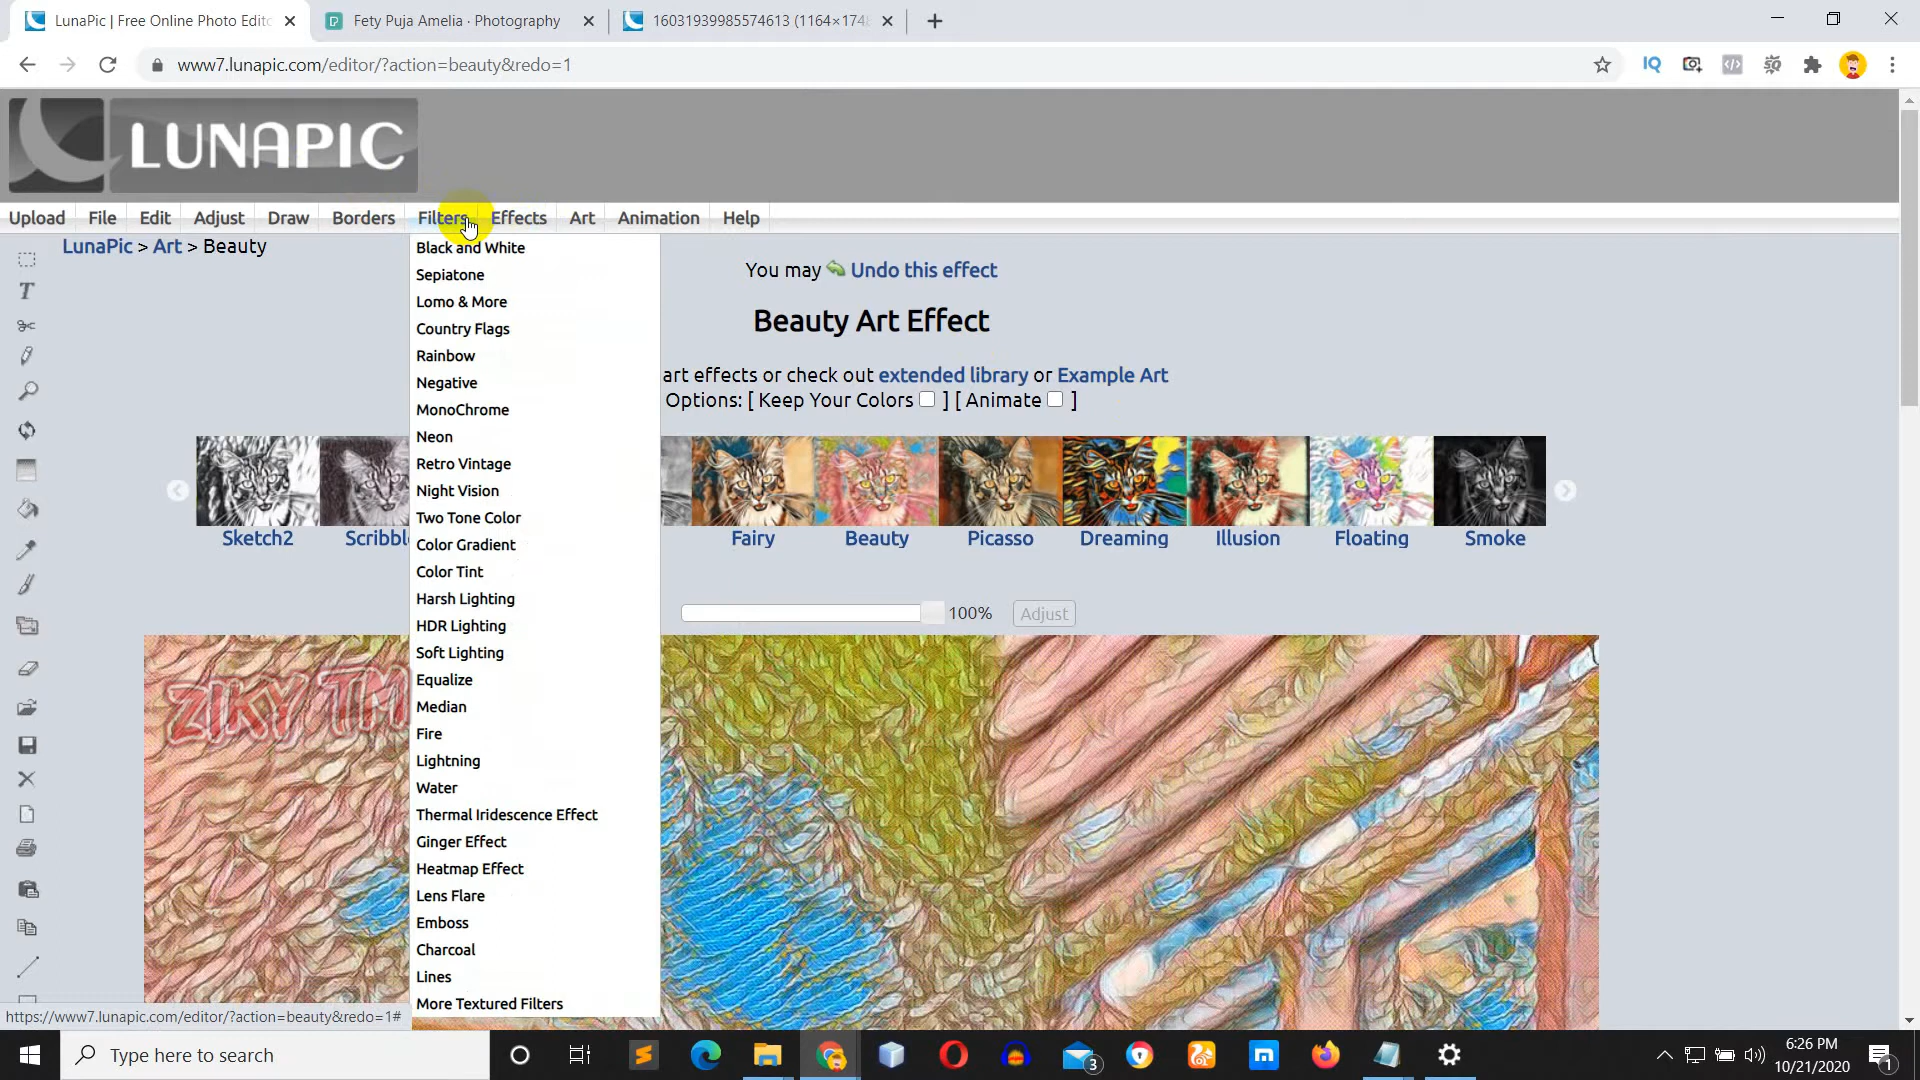 LunaPic | Free Online Photo Edito
Fety Puja Amelia · Photography
16031939985574613 (1164×174
www7.lunapic.com/editor/?action=beauty&redo=1
LUNAPIC
Upload File Edit Adjust Draw Borders Filters Effects Art Animation Help
LunaPic > Art > Beauty
You may Undo this effect
Beauty Art Effect
art effects or check out extended library or Example Art
Options: [ Keep Your Colors ] [ Animate ]
Sketch2 Scribbl Fairy Beauty Picasso Dreaming Illusion Floating Smoke
100% Adjust
Black and White
Sepiatone
Lomo & More
Country Flags
Rainbow
Negative
MonoChrome
Neon
Retro Vintage
Night Vision
Two Tone Color
Color Gradient
Color Tint
Harsh Lighting
HDR Lighting
Soft Lighting
Equalize
Median
Fire
Lightning
Water
Thermal Iridescence Effect
Ginger Effect
Heatmap Effect
Lens Flare
Emboss
Charcoal
Lines
More Textured Filters
ZIKY TM
https://www7.lunapic.com/editor/?action=beauty&redo=1#
Type here to search
3
6:26 PM
10/21/2020
1